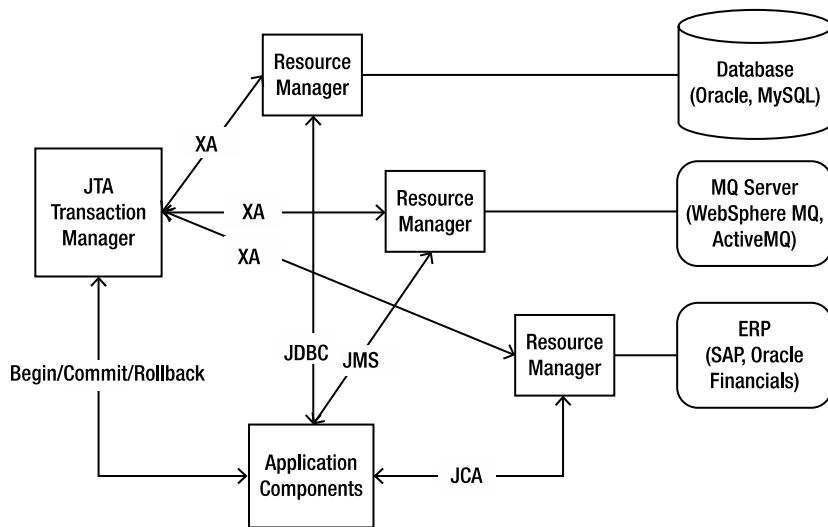 Resource
Manager
Database
(Oracle, MySQL)
XA
JTA
Transaction
Manager
Resource
Manager
MQ Server
(WebSphere MQ,
ActiveMQ)
XA
XA
Resource
Manager
ERP
(SAP, Oracle
Financials)
JDBC
JMS
Begin/Commit/Rollback
Application
Components
JCA